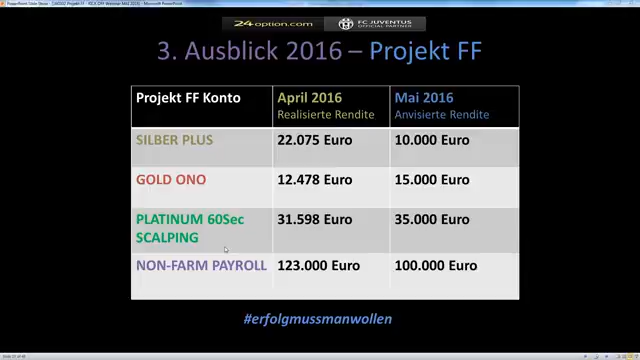 24option.com
FC JUVENTUS
OFFICIAL PARTNER
3. Ausblick 2016 – Projekt FF
Projekt FF Konto April 2016 Mai 2016
Realisierte Rendite Anvisierte Rendite
SILBER PLUS 22.075 Euro 10.000 Euro
GOLD ONO 12.478 Euro 15.000 Euro
PLATINUM 60Sec 31.598 Euro 35.000 Euro
SCALPING
NON-FARM PAYROLL 123.000 Euro 100.000 Euro
#erfolgmussmanwollen